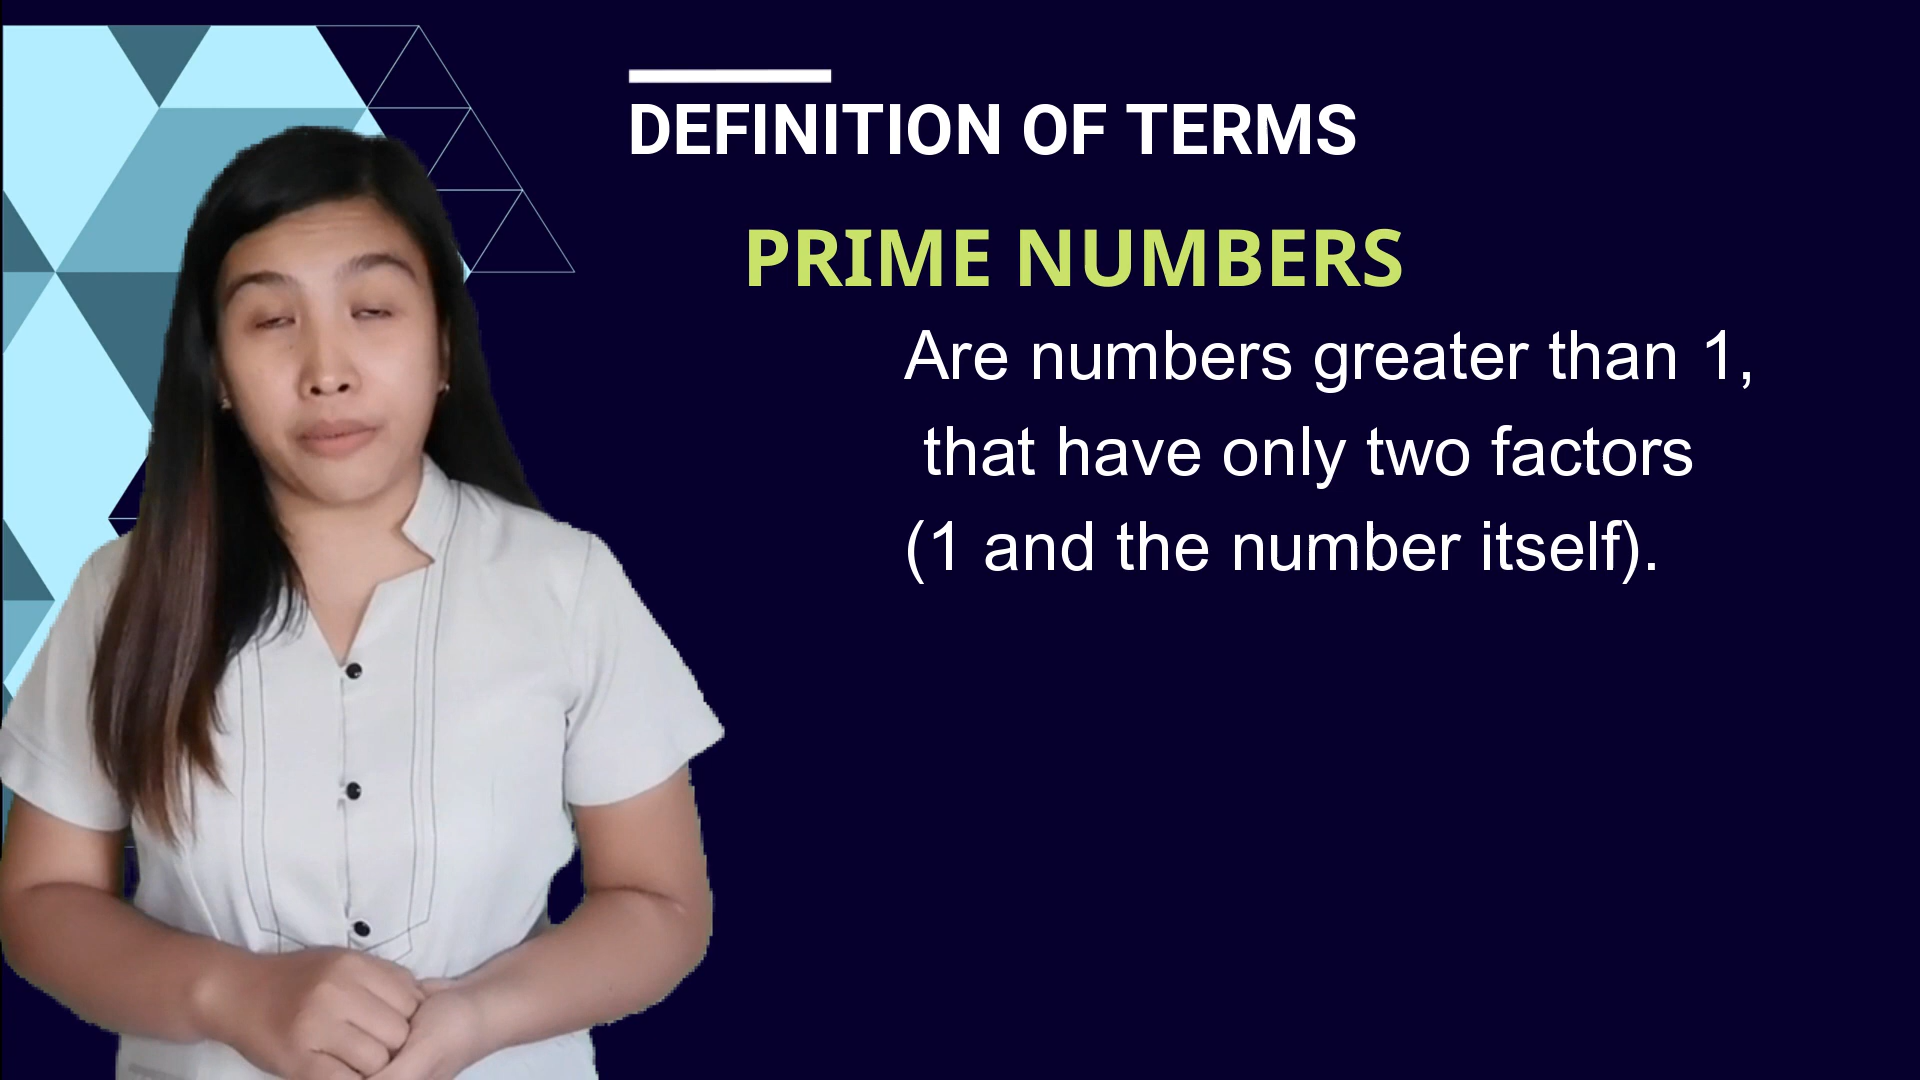 DEFINITION OF TERMS
PRIME NUMBERS
Are numbers greater than 1,
that have only two factors
(1 and the number itself).